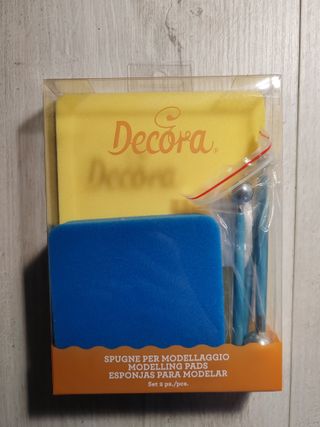 Decora®
Decora
SPUGNE PER MODELLAGGIO
MODELLING PADS
ESPONJAS PARA MODELAR
Set 2 pz./pcs.